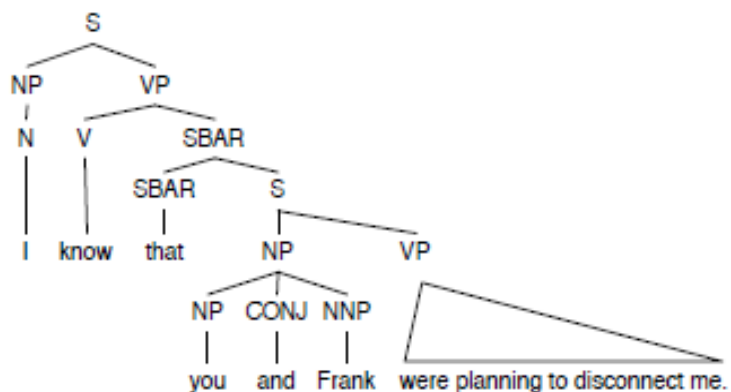 S
NP VP
N V SBAR
SBAR S
I know that NP VP
NP CONJ NNP
you and Frank were planning to disconnect me.